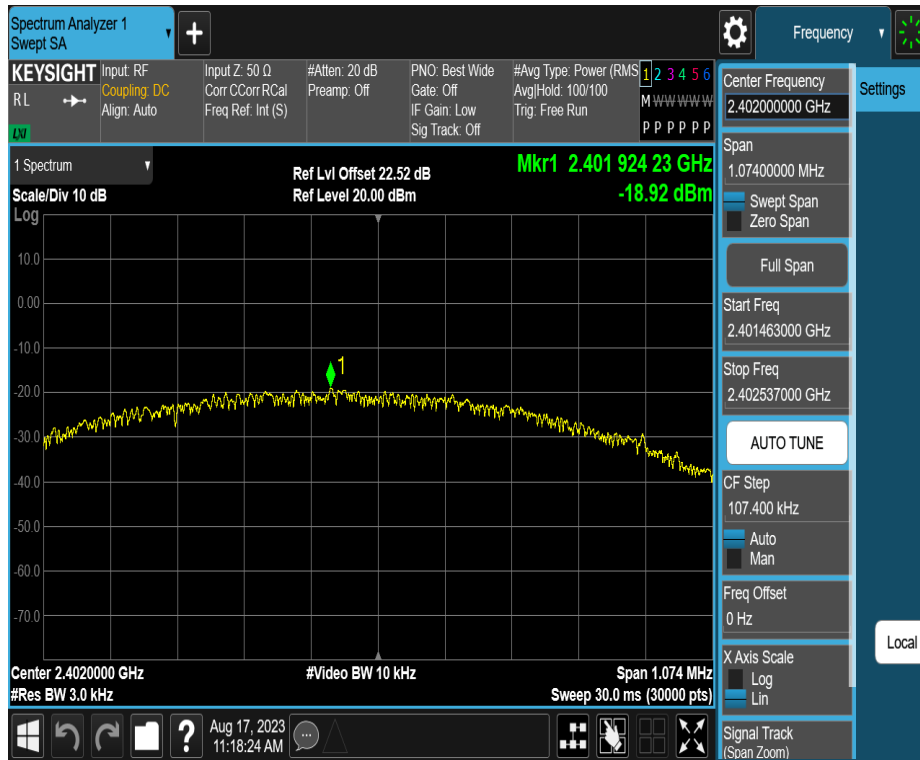 Spectrum Analyzer 1
Swept SA
+
Frequency
KEYSIGHT
RL
LXI
Input: RF
Coupling: DC
Align: Auto
Input Z: 50 Ω
Corr CCorr RCal
Freq Ref: Int (S)
#Atten: 20 dB
Preamp: Off
PNO: Best Wide
Gate: Off
IF Gain: Low
Sig Track: Off
#Avg Type: Power (RMS
Avg|Hold: 100/100
Trig: Free Run
1 2 3 4 5 6
M W W W W W
P P P P P P
1 Spectrum
Scale/Div 10 dB
Log
Ref Lvl Offset 22.52 dB
Ref Level 20.00 dBm
Mkr1 2.401 924 23 GHz
-18.92 dBm
10.0
0.00
-10.0
-20.0
-30.0
-40.0
-50.0
-60.0
-70.0
1
Center 2.4020000 GHz
#Res BW 3.0 kHz
#Video BW 10 kHz
Span 1.074 MHz
Sweep 30.0 ms (30000 pts)
Center Frequency
2.402000000 GHz
Span
1.07400000 MHz
Swept Span
Zero Span
Full Span
Start Freq
2.401463000 GHz
Stop Freq
2.402537000 GHz
AUTO TUNE
CF Step
107.400 kHz
Auto
Man
Freq Offset
0 Hz
X Axis Scale
Log
Lin
Signal Track
(Span Zoom)
Settings
Local
?
Aug 17, 2023
11:18:24 AM